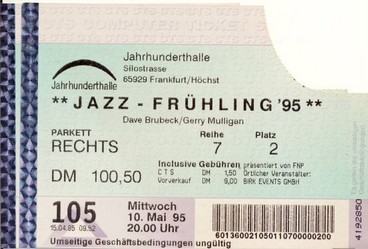 Jahrhunderthalle
Silostrasse
65929 Frankfurt/Höchst
Jahrhunderthalle
** JAZZ - FRÜHLING '95 **
Dave Brubeck/Gerry Mulligan
PARKETT Reihe Platz
RECHTS 7 2
Inclusive Gebühren präsentiert von FNP
DM 100,50 CTS DM 1,50 Örtlicher Veranstalter:
Vorverkauf DM 9,00 BIRK EVENTS GMBH
105 Mittwoch
15.04.95 09.52 10. Mai 95
20.00 Uhr
6013600210501107000 00200
Umseitige Geschäftsbedingungen ungültig
4192850